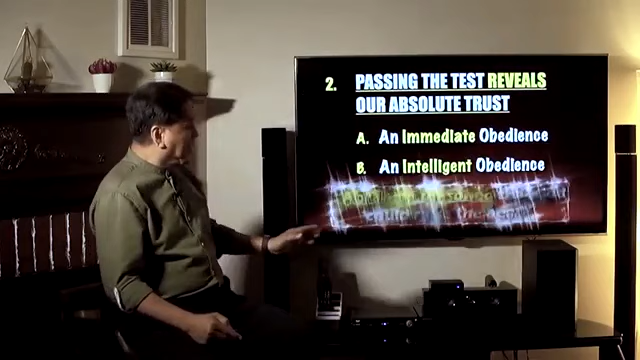 2. PASSING THE TEST REVEALS
OUR ABSOLUTE TRUST
A. An Immediate Obedience
B. An Intelligent Obedience